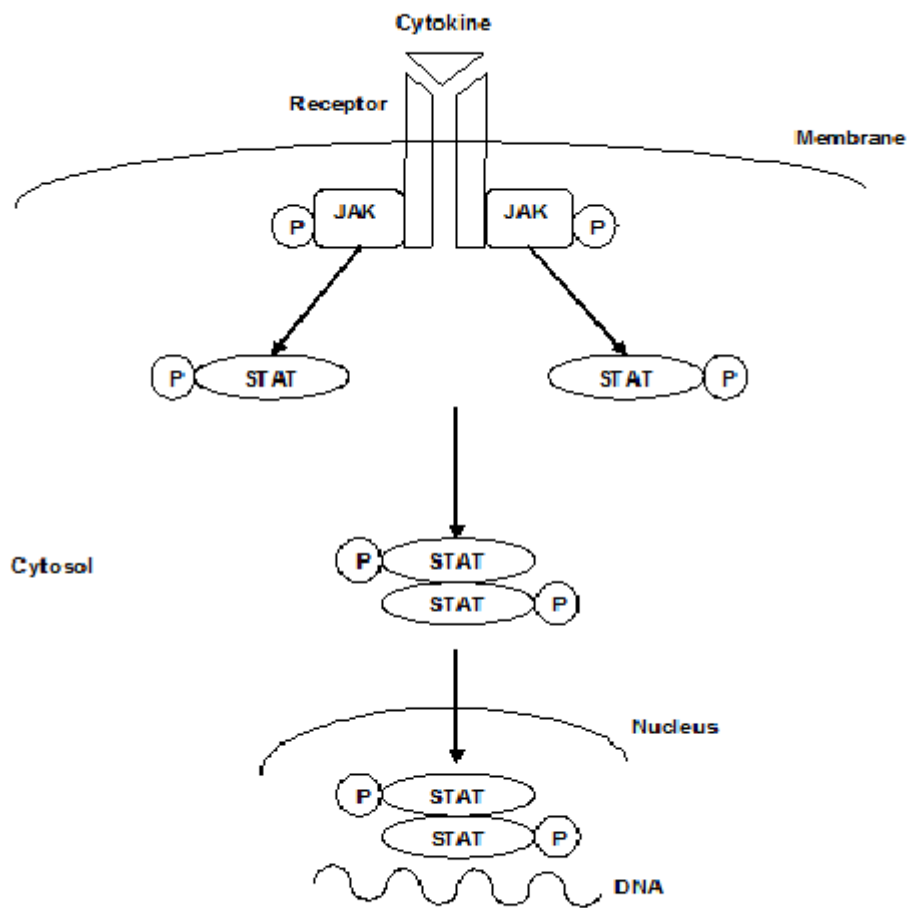 Cytokine
Receptor
Membrane
P JAK JAK P
P STAT STAT P
Cytosol
P STAT
STAT P
Nucleus
P STAT
STAT P
DNA